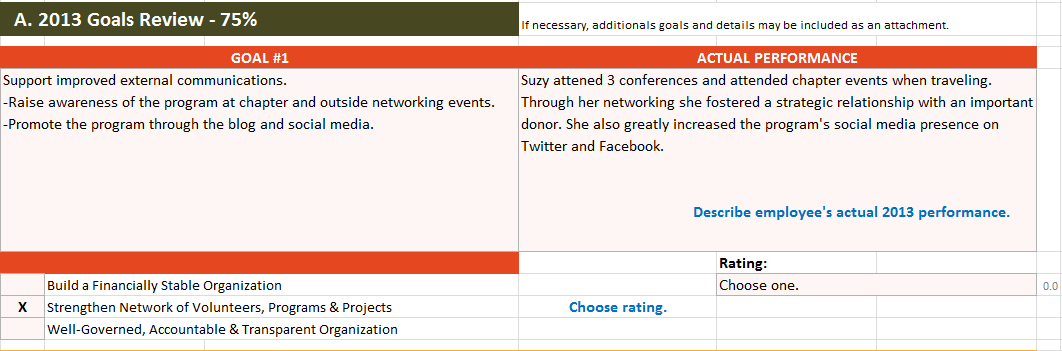 A. 2013 Goals Review - 75%
If necessary, additionals goals and details may be included as an attachment.
GOAL #1
ACTUAL PERFORMANCE
Support improved external communications.
-Raise awareness of the program at chapter and outside networking events.
-Promote the program through the blog and social media.
Suzy attened 3 conferences and attended chapter events when traveling.
Through her networking she fostered a strategic relationship with an important
donor. She also greatly increased the program's social media presence on
Twitter and Facebook.
Describe employee's actual 2013 performance.
Rating:
Build a Financially Stable Organization
Choose one.
0.0
X Strengthen Network of Volunteers, Programs & Projects
Choose rating.
Well-Governed, Accountable & Transparent Organization